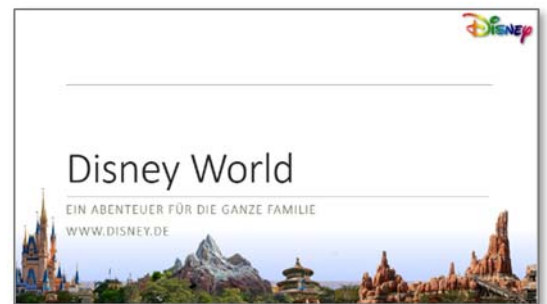 Disney
Disney World
EIN ABENTEUER FÜR DIE GANZE FAMILIE
WWW.DISNEY.DE